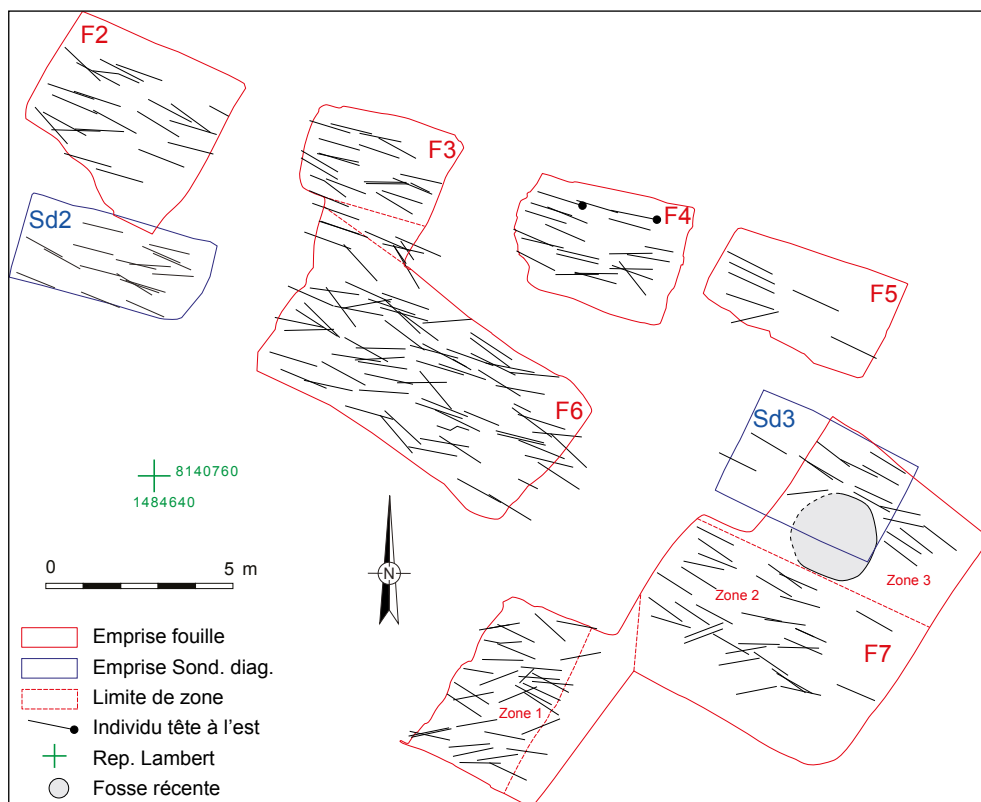 F2
F3
F4
Sd2
F5
F6
Sd3
8140760
1484640
0 5 m
N
Zone 3
Zone 2
F7
Zone 1
Emprise fouille
Emprise Sond. diag.
Limite de zone
Individu tête à l'est
Rep. Lambert
Fosse récente